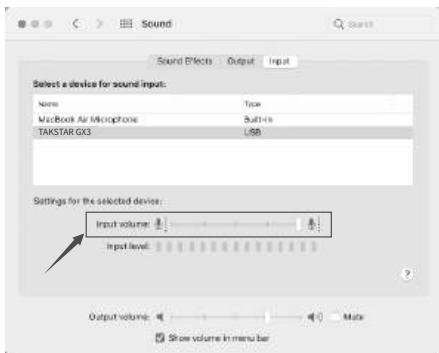 Sound
Search
Sound Effects Output Input
Select a device for sound input:
Name Type
MacBook Air Microphone Built-in
TAKSTAR GX3 USB
Settings for the selected device:
Input volume:
Input level:
?
Output volume: Mute
Show volume in menu bar